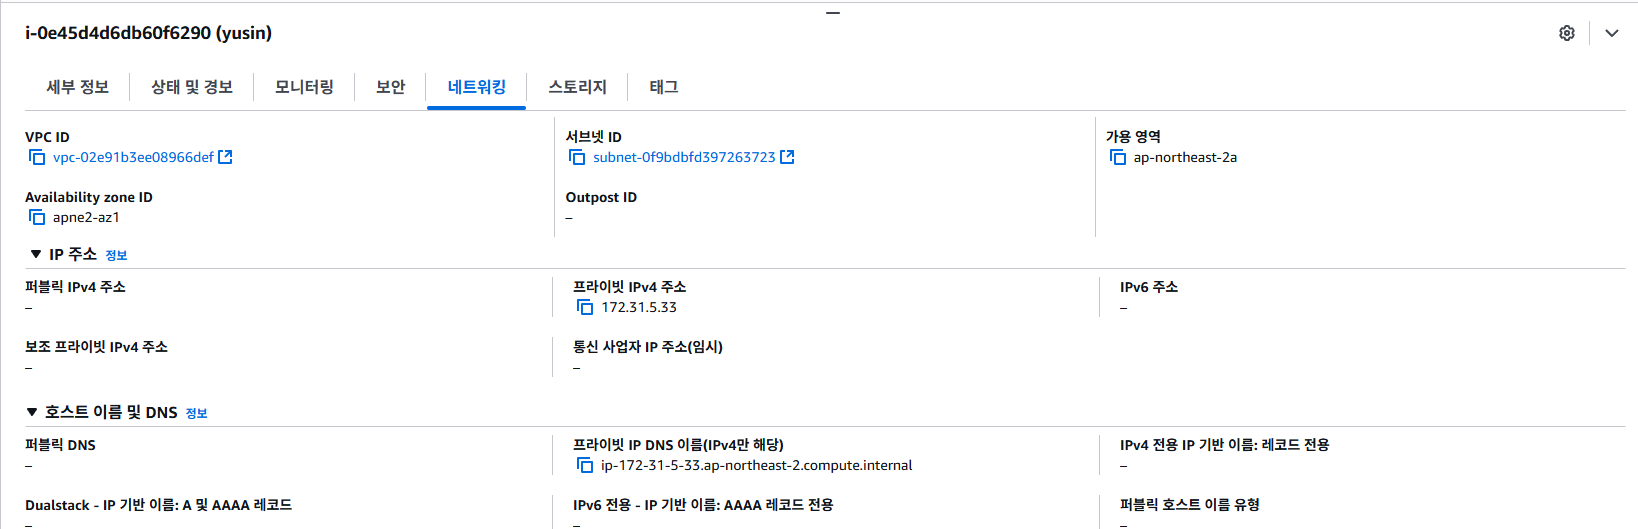 i-0e45d4d6db60f6290 (yusin)
세부 정보 상태 및 경보 모니터링 보안 네트워킹 스토리지 태그
VPC ID
vpc-02e91b3ee08966def
서브넷 ID
subnet-0f9bdbfd397263723
가용 영역
ap-northeast-2a
Availability zone ID
apne2-az1
Outpost ID
–
▼ IP 주소 정보
퍼블릭 IPv4 주소
–
프라이빗 IPv4 주소
172.31.5.33
IPv6 주소
–
보조 프라이빗 IPv4 주소
–
통신 사업자 IP 주소(임시)
–
▼ 호스트 이름 및 DNS 정보
퍼블릭 DNS
–
프라이빗 IP DNS 이름(IPv4만 해당)
ip-172-31-5-33.ap-northeast-2.compute.internal
IPv4 전용 IP 기반 이름: 레코드 전용
–
Dualstack - IP 기반 이름: A 및 AAAA 레코드
–
IPv6 전용 - IP 기반 이름: AAAA 레코드 전용
–
퍼블릭 호스트 이름 유형
–